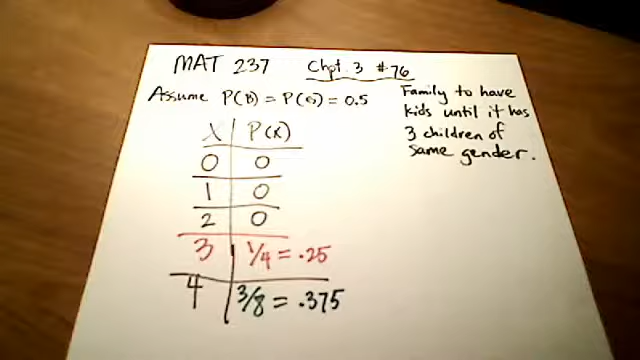 MAT 237 Chpt. 3 #76
Assume P(B) = P(G) = 0.5
Family to have
kids until it has
3 children of
same gender.
X P(X)
0 0
1 0
2 0
3 1/4 = .25
4 3/8 = .375